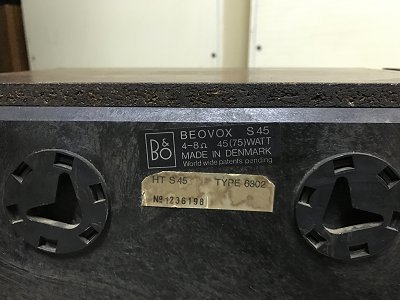 B&O
BEOVOX S45
4-8Ω 45(75)WATT
MADE IN DENMARK
World wide patents pending
HT S45 TYPE 6302
No 1236198